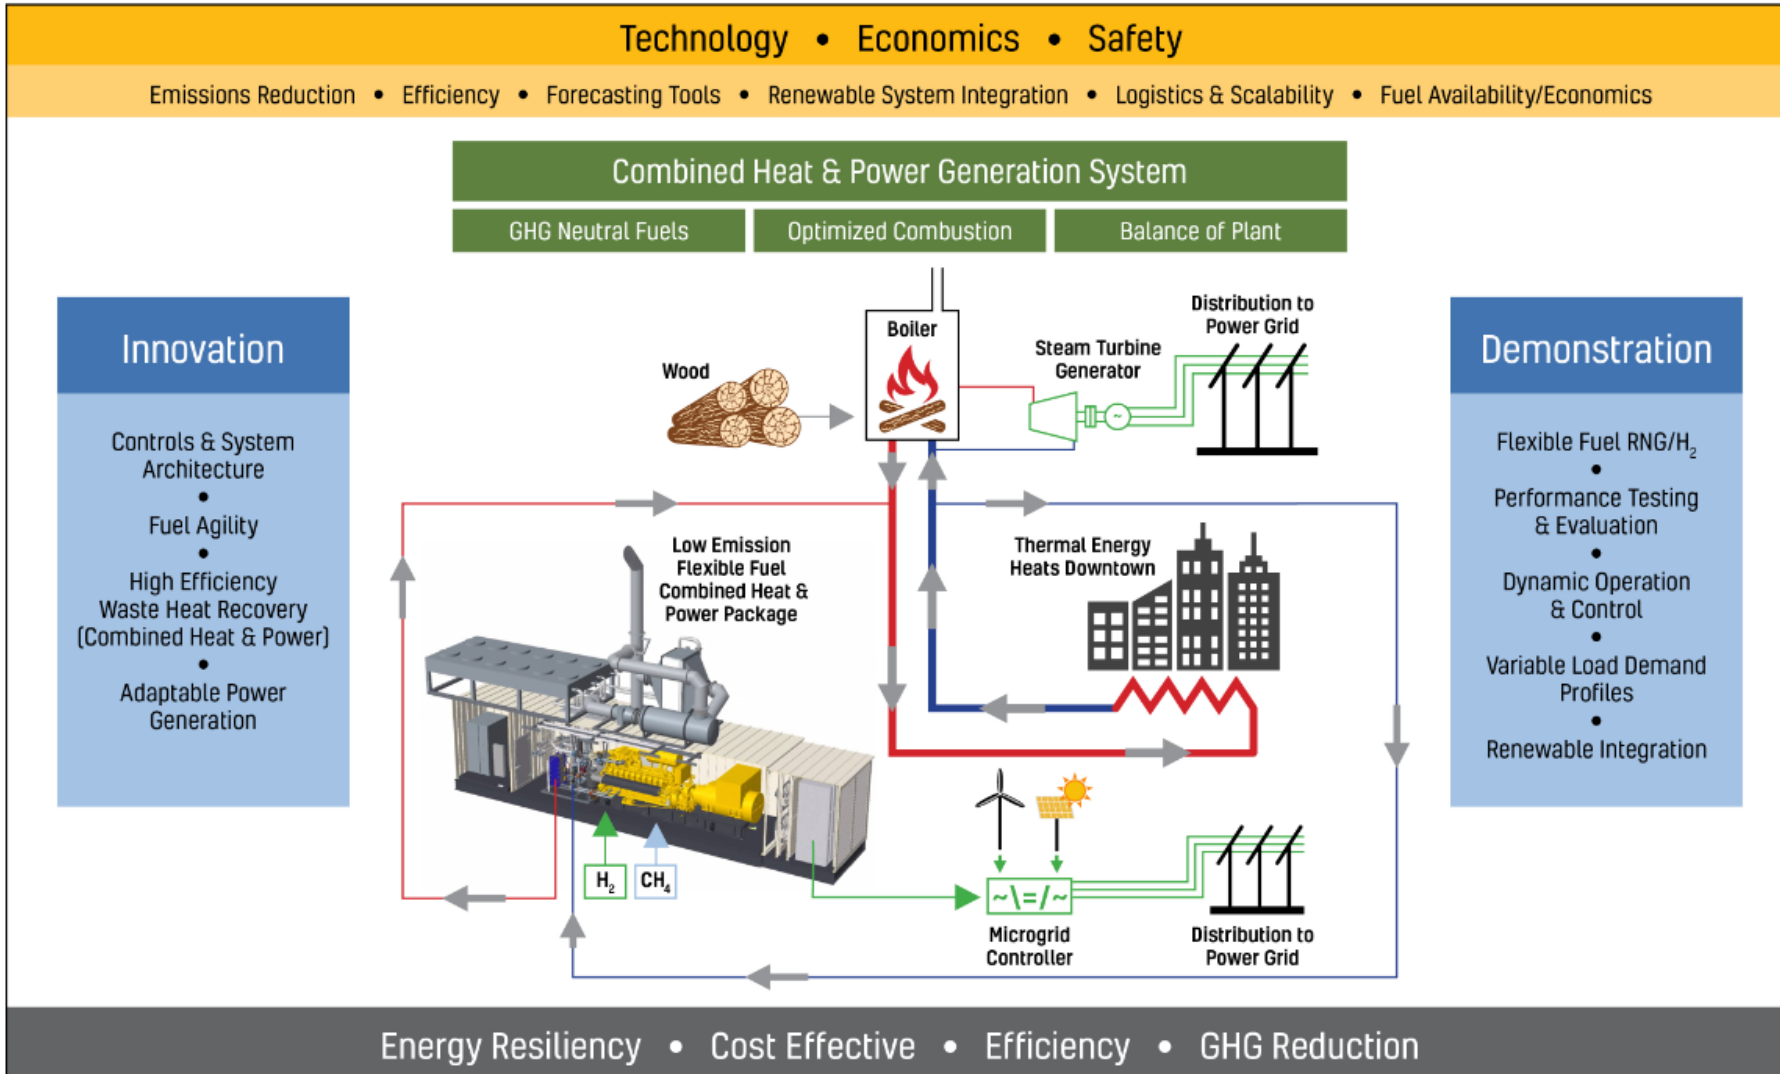 Technology • Economics • Safety
Emissions Reduction • Efficiency • Forecasting Tools • Renewable System Integration • Logistics & Scalability • Fuel Availability/Economics
Combined Heat & Power Generation System
GHG Neutral Fuels
Optimized Combustion
Balance of Plant
Innovation
Controls & System
Architecture
•
Fuel Agility
•
High Efficiency
Waste Heat Recovery
(Combined Heat & Power)
•
Adaptable Power
Generation
Wood
Boiler
Steam Turbine
Generator
~
Distribution to
Power Grid
Low Emission
Flexible Fuel
Combined Heat &
Power Package
Thermal Energy
Heats Downtown
H₂
CH₄
~\=/~
Microgrid
Controller
Distribution to
Power Grid
Demonstration
Flexible Fuel RNG/H₂
•
Performance Testing
& Evaluation
•
Dynamic Operation
& Control
•
Variable Load Demand
Profiles
•
Renewable Integration
Energy Resiliency • Cost Effective • Efficiency • GHG Reduction